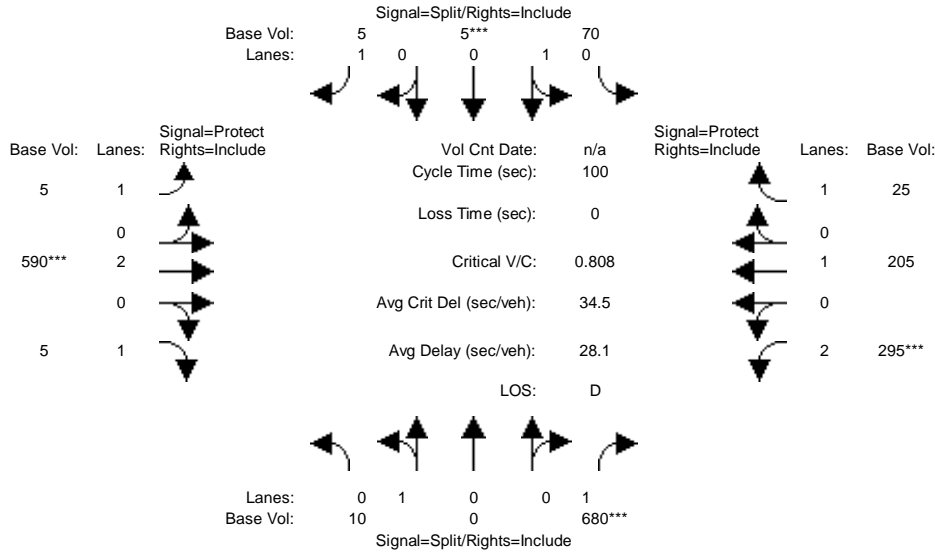 Signal=Split/Rights=Include
Base Vol: 5 5*** 70
Lanes: 1 0 0 1 0
Signal=Protect
Base Vol: Lanes: Rights=Include
Vol Cnt Date: n/a
Signal=Protect
Rights=Include Lanes: Base Vol:
Cycle Time (sec): 100
5 1
1 25
Loss Time (sec): 0
0
0
590*** 2
Critical V/C: 0.808
1 205
0
Avg Crit Del (sec/veh): 34.5
0
5 1
Avg Delay (sec/veh): 28.1
2 295***
LOS: D
Lanes: 0 1 0 0 1
Base Vol: 10 0 680***
Signal=Split/Rights=Include